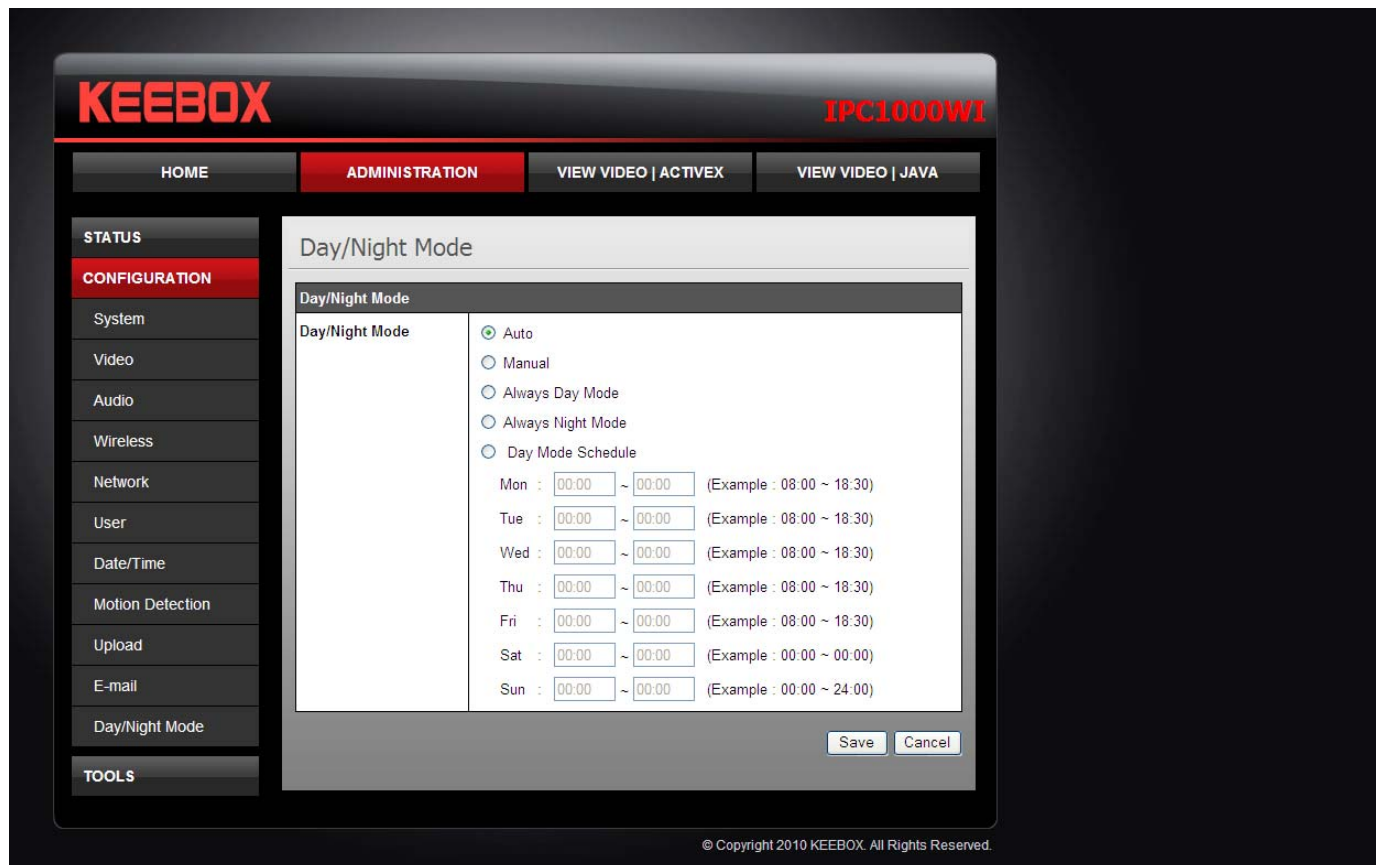 KEEBOX
IPC1000WI
HOME
ADMINISTRATION
VIEW VIDEO | ACTIVEX
VIEW VIDEO | JAVA
STATUS
CONFIGURATION
System
Video
Audio
Wireless
Network
User
Date/Time
Motion Detection
Upload
E-mail
Day/Night Mode
TOOLS
Day/Night Mode
Day/Night Mode
Day/Night Mode
Auto
Manual
Always Day Mode
Always Night Mode
Day Mode Schedule
Mon : 00:00 ~ 00:00 (Example : 08:00 ~ 18:30)
Tue : 00:00 ~ 00:00 (Example : 08:00 ~ 18:30)
Wed : 00:00 ~ 00:00 (Example : 08:00 ~ 18:30)
Thu : 00:00 ~ 00:00 (Example : 08:00 ~ 18:30)
Fri : 00:00 ~ 00:00 (Example : 08:00 ~ 18:30)
Sat : 00:00 ~ 00:00 (Example : 00:00 ~ 00:00)
Sun : 00:00 ~ 00:00 (Example : 00:00 ~ 24:00)
Save Cancel
© Copyright 2010 KEEBOX. All Rights Reserved.